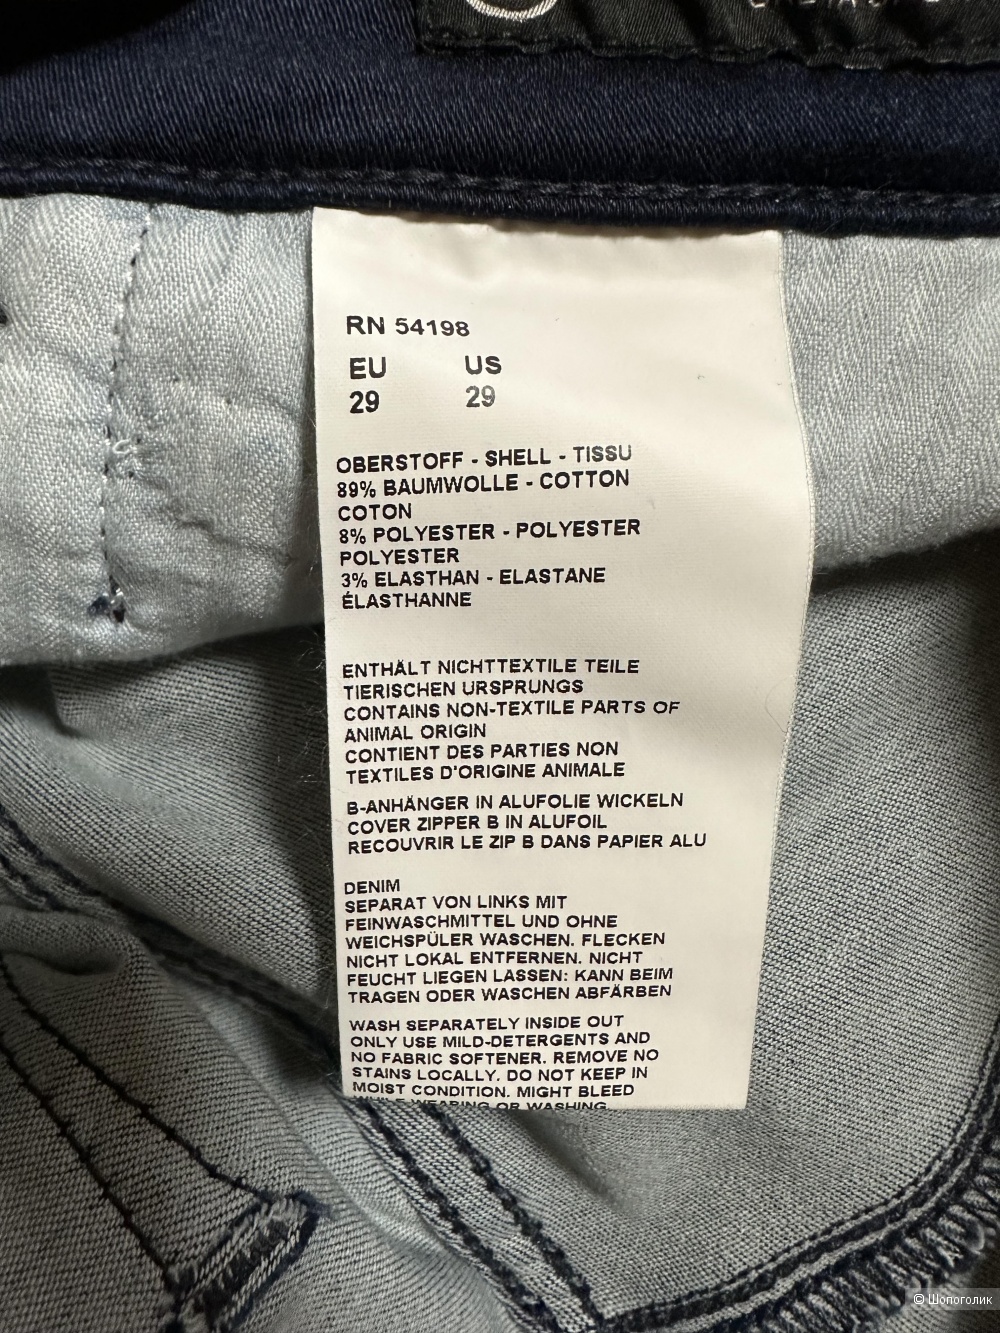 RN 54198
EU US
29 29
OBERSTOFF - SHELL - TISSU
89% BAUMWOLLE - COTTON
COTON
8% POLYESTER - POLYESTER
POLYESTER
3% ELASTHAN - ELASTANE
ÉLASTHANNE
ENTHÄLT NICHTTEXTILE TEILE
TIERISCHEN URSPRUNGS
CONTAINS NON-TEXTILE PARTS OF
ANIMAL ORIGIN
CONTIENT DES PARTIES NON
TEXTILES D'ORIGINE ANIMALE
B-ANHÄNGER IN ALUFOLIE WICKELN
COVER ZIPPER B IN ALUFOIL
RECOUVRIR LE ZIP B DANS PAPIER ALU
DENIM
SEPARAT VON LINKS MIT
FEINWASCHMITTEL UND OHNE
WEICHSPÜLER WASCHEN. FLECKEN
NICHT LOKAL ENTFERNEN. NICHT
FEUCHT LIEGEN LASSEN: KANN BEIM
TRAGEN ODER WASCHEN ABFÄRBEN
WASH SEPARATELY INSIDE OUT
ONLY USE MILD-DETERGENTS AND
NO FABRIC SOFTENER. REMOVE NO
STAINS LOCALLY. DO NOT KEEP IN
MOIST CONDITION. MIGHT BLEED
WHILE WEARING OR WASHING
© Шопоголик